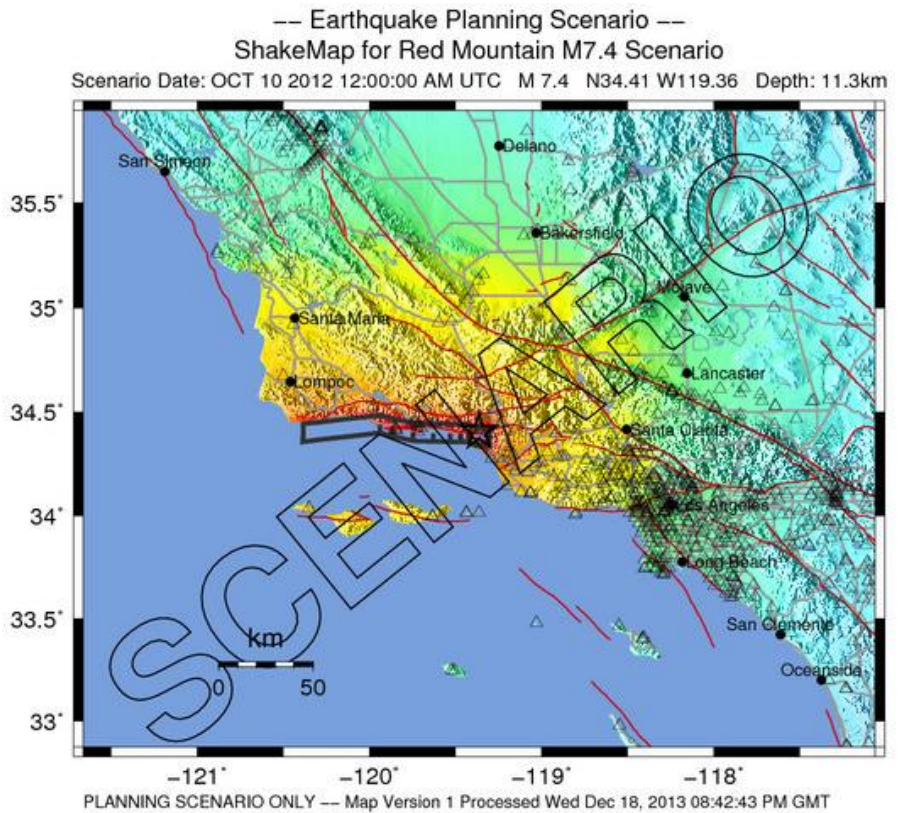 -- Earthquake Planning Scenario --
ShakeMap for Red Mountain M7.4 Scenario
Scenario Date: OCT 10 2012 12:00:00 AM UTC M 7.4 N34.41 W119.36 Depth: 11.3km
San Simeon
Delano
35.5°
Bakersfield
Mojave
35°
Santa Maria
Lancaster
Lompoc
34.5°
Santa Clarita
34°
Los Angeles
Long Beach
33.5°
San Clemente
km
Oceanside
0 50
33°
SCENARIO
-121° -120° -119° -118°
PLANNING SCENARIO ONLY -- Map Version 1 Processed Wed Dec 18, 2013 08:42:43 PM GMT